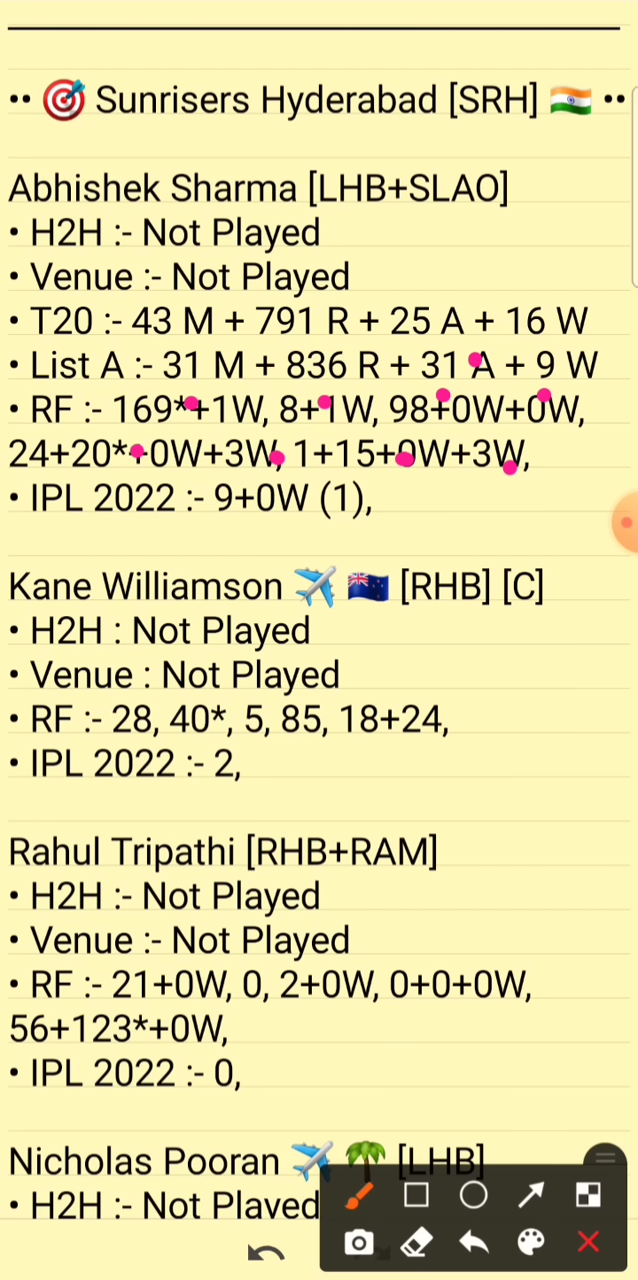 •• 🎯 Sunrisers Hyderabad [SRH] 🇮🇳 ••
Abhishek Sharma [LHB+SLAO]
• H2H :- Not Played
• Venue :- Not Played
• T20 :- 43 M + 791 R + 25 A + 16 W
• List A :- 31 M + 836 R + 31 A + 9 W
• RF :- 169*+1W, 8+1W, 98+0W+0W,
24+20*+0W+3W, 1+15+0W+3W,
• IPL 2022 :- 9+0W (1),
Kane Williamson ✈️ 🇳🇿 [RHB] [C]
• H2H : Not Played
• Venue : Not Played
• RF :- 28, 40*, 5, 85, 18+24,
• IPL 2022 :- 2,
Rahul Tripathi [RHB+RAM]
• H2H :- Not Played
• Venue :- Not Played
• RF :- 21+0W, 0, 2+0W, 0+0+0W,
56+123*+0W,
• IPL 2022 :- 0,
Nicholas Pooran ✈️ 🌴 [LHB]
• H2H :- Not Played